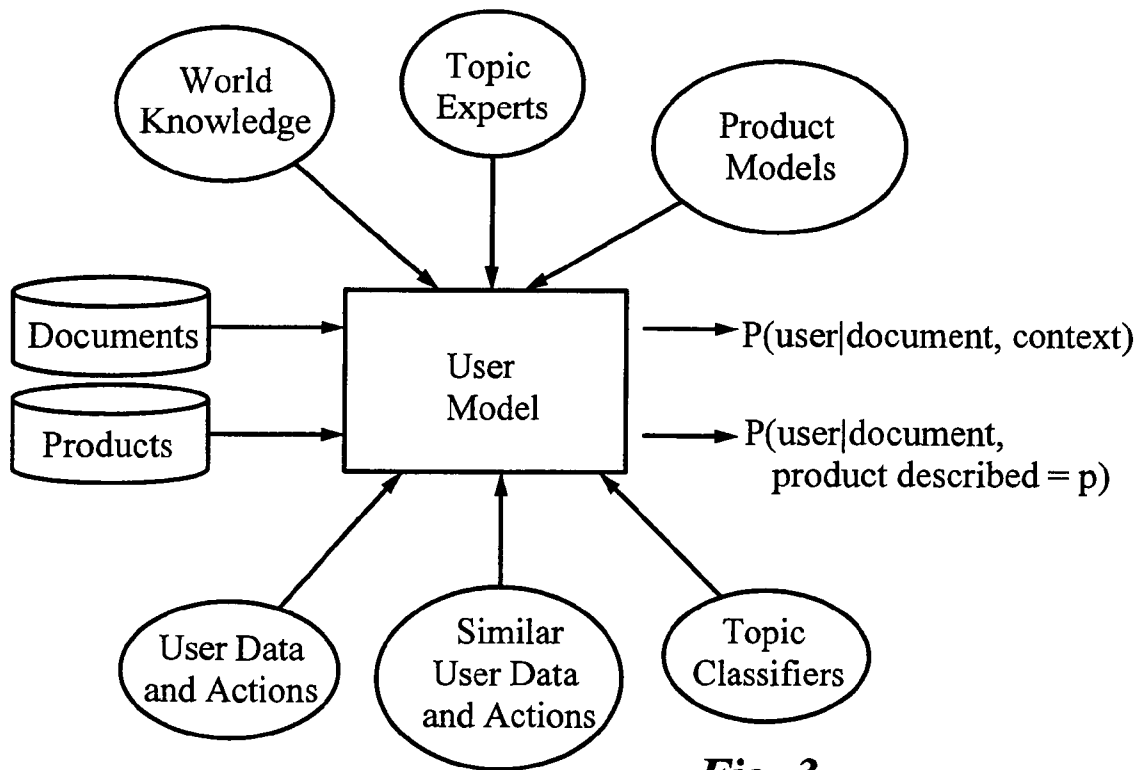 World
Knowledge
Topic
Experts
Product
Models
Documents
Products
User
Model
P(user|document, context)
P(user|document,
product described = p)
User Data
and Actions
Similar
User Data
and Actions
Topic
Classifiers